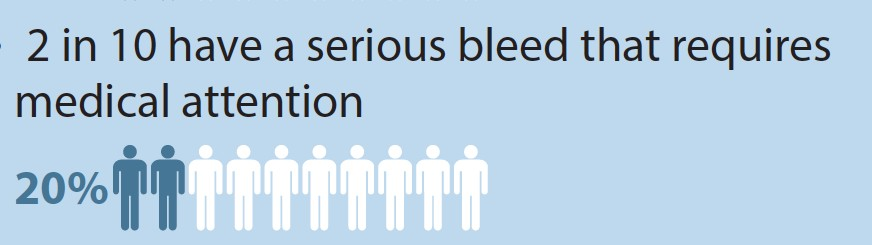 • 2 in 10 have a serious bleed that requires
medical attention
20%